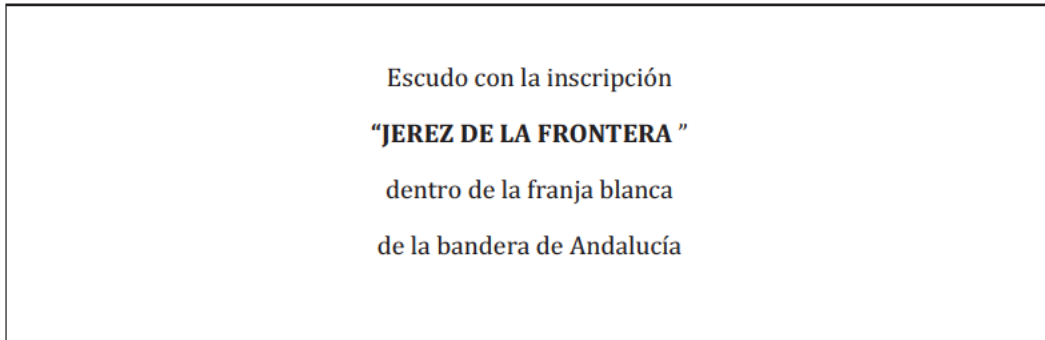 Escudo con la inscripción
“JEREZ DE LA FRONTERA ”
dentro de la franja blanca
de la bandera de Andalucía